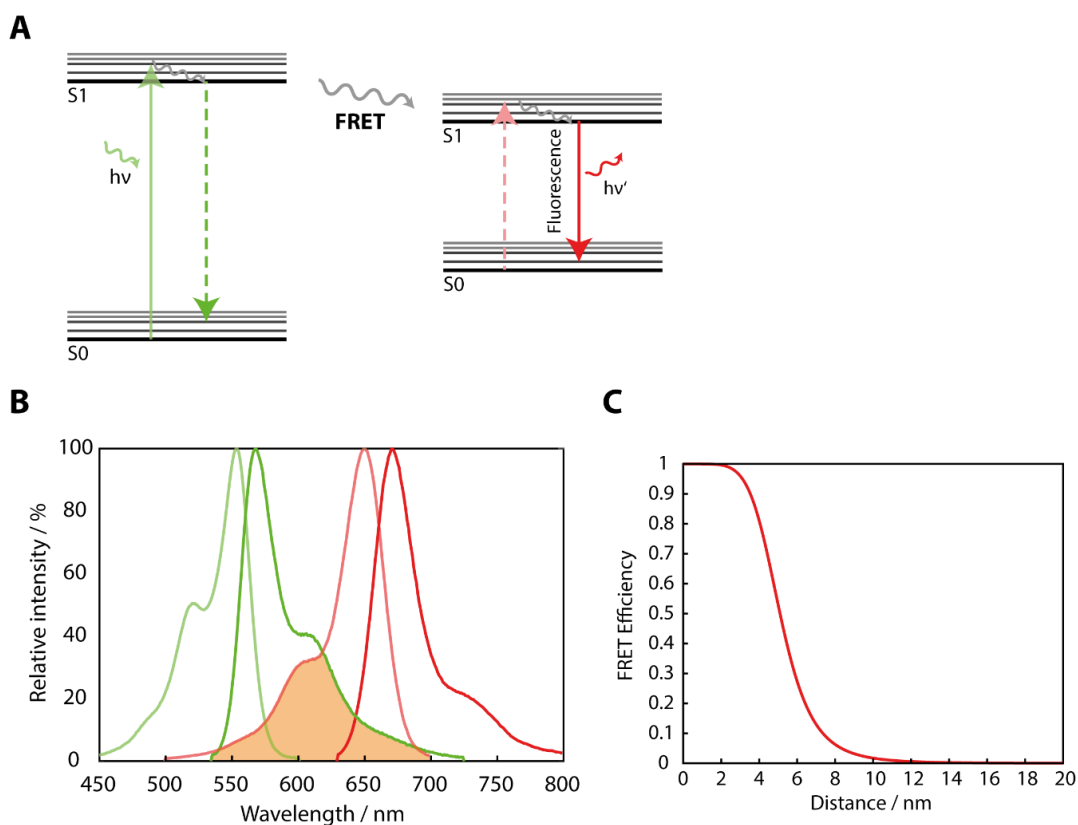 A
S1
hν
S0
FRET
S1
Fluorescence
hν‘
S0
B
Relative intensity / %
100
80
60
40
20
0
450 500 550 600 650 700 750 800
Wavelength / nm
C
FRET Efficiency
1
0.9
0.8
0.7
0.6
0.5
0.4
0.3
0.2
0.1
0
0 2 4 6 8 10 12 14 16 18 20
Distance / nm